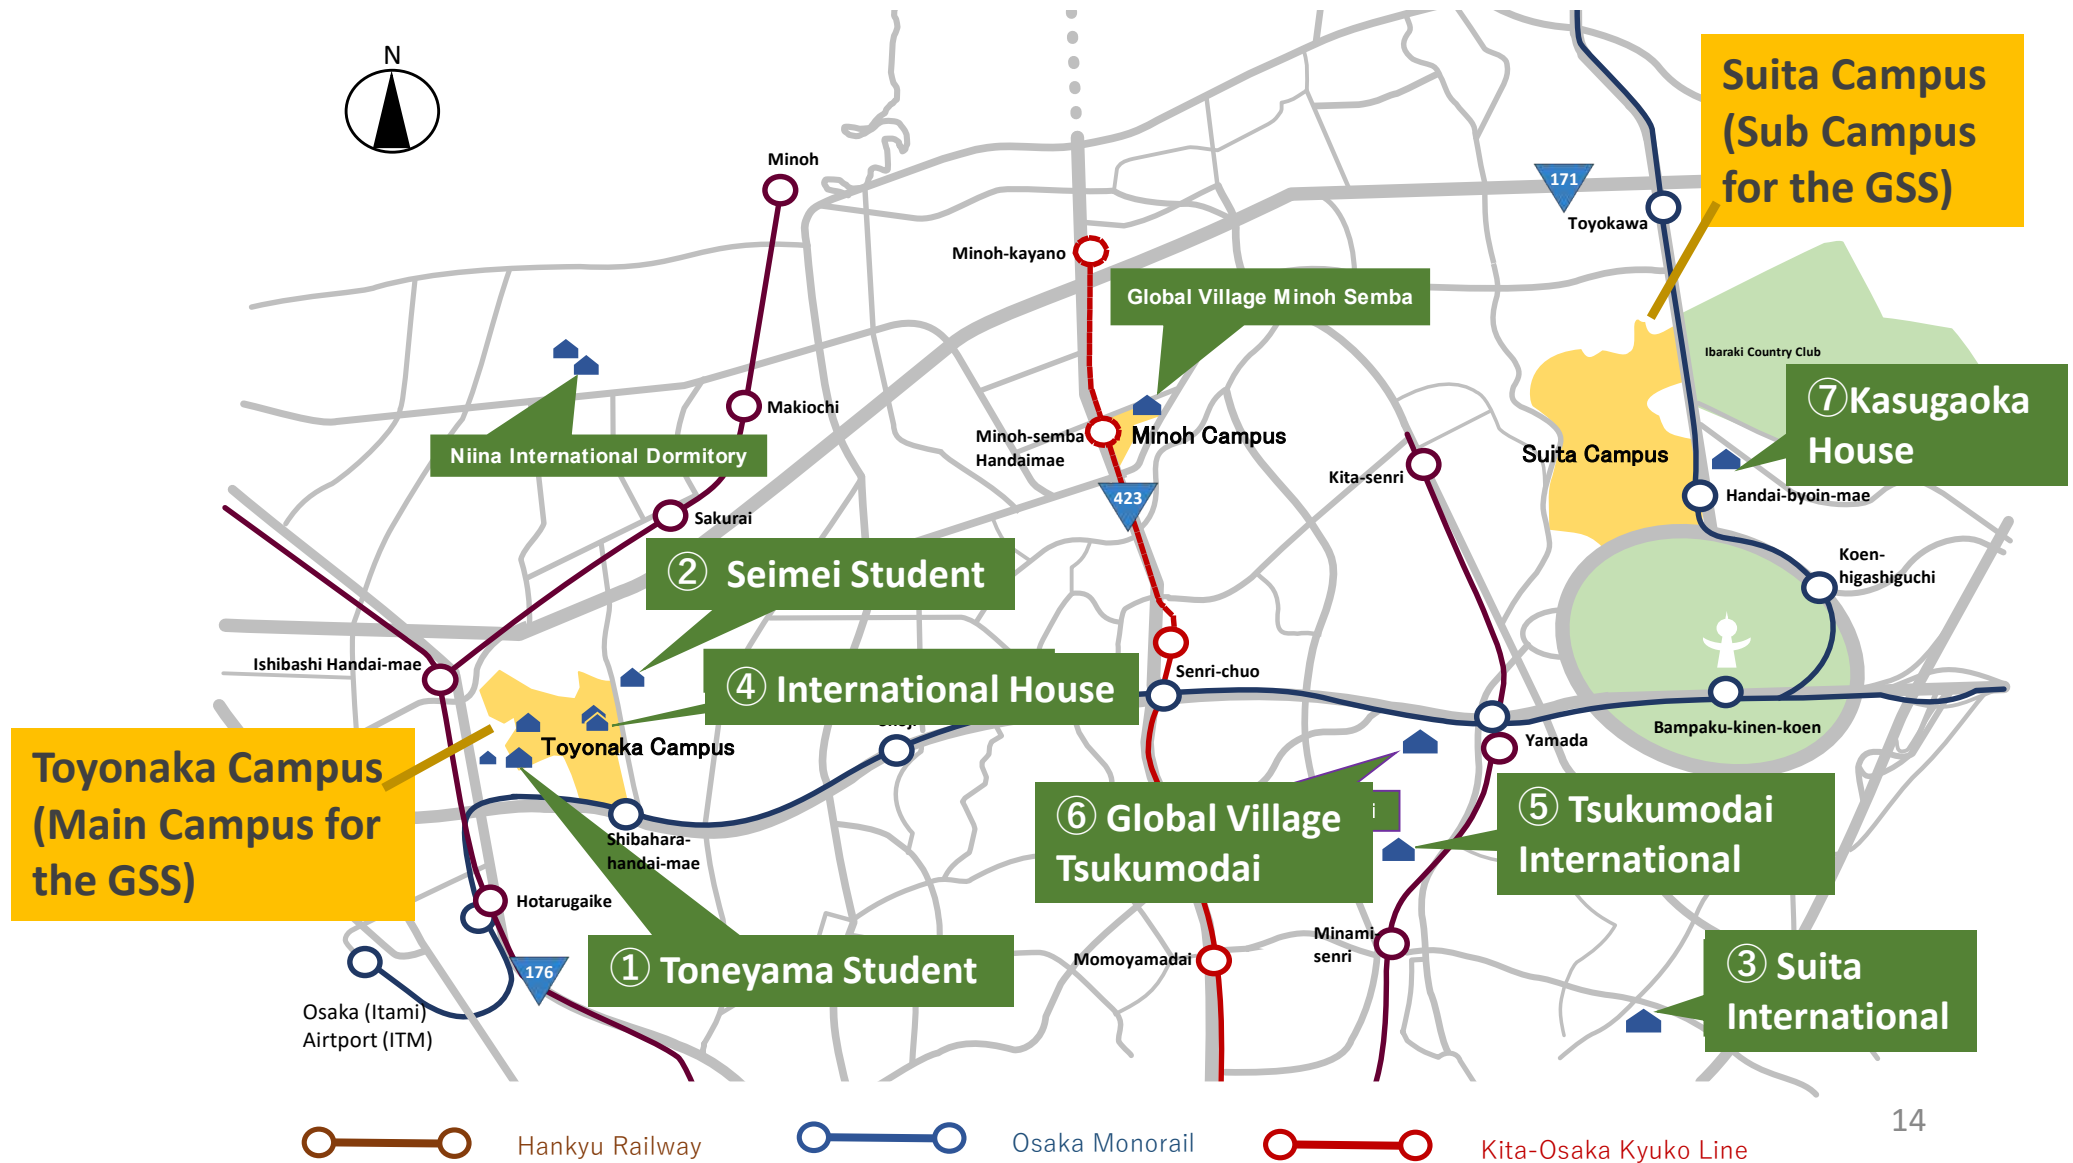 N
Suita Campus
(Sub Campus
for the GSS)
Minoh
171
Toyokawa
Minoh-kayano
Global Village Minoh Semba
Ibaraki Country Club
⑦Kasugaoka
House
Makiochi
Minoh-semba
Handaimae
Minoh Campus
Niina International Dormitory
Suita Campus
Kita-senri
423
Handai-byoin-mae
Sakurai
Koen-
higashiguchi
② Seimei Student
Ishibashi Handai-mae
Senri-chuo
④ International House
Bampaku-kinen-koen
Toyonaka Campus
Yamada
Toyonaka Campus
(Main Campus for
the GSS)
⑥ Global Village
Tsukumodai
⑤ Tsukumodai
International
Shibahara-
handai-mae
Hotarugaike
Minami-
senri
Momoyamadai
① Toneyama Student
176
③ Suita
International
Osaka (Itami)
Airtport (ITM)
14
Hankyu Railway
Osaka Monorail
Kita-Osaka Kyuko Line